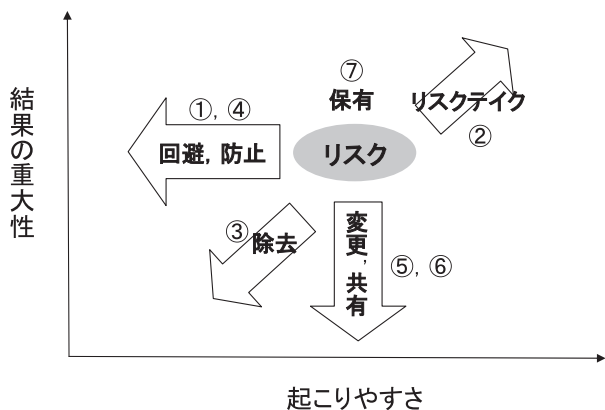 結果の重大性
⑦
保有
リスクテイク
②
①, ④
回避, 防止
リスク
③
除去
変更, 共有
⑤, ⑥
起こりやすさ